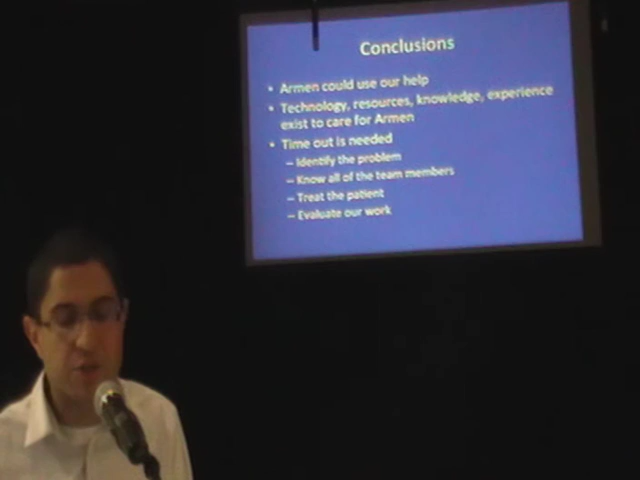 Conclusions
• Armen could use our help
• Technology, resources, knowledge, experience
exist to care for Armen
• Time out is needed
– Identify the problem
– Know all of the team members
– Treat the patient
– Evaluate our work